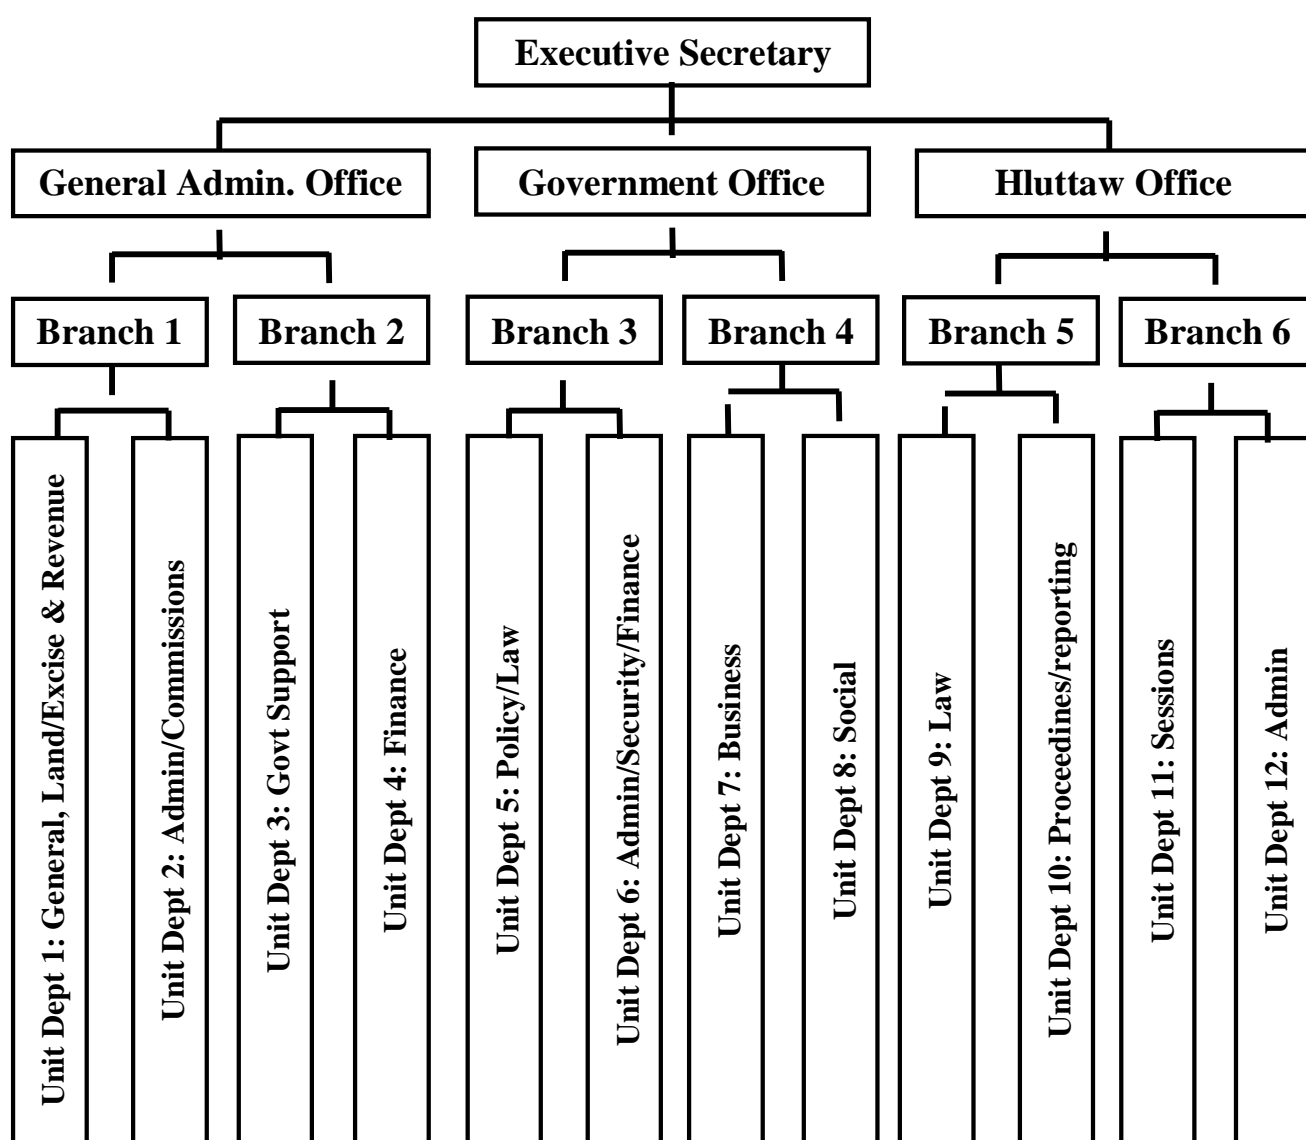 Executive Secretary
General Admin. Office
Government Office
Hluttaw Office
Branch 1
Branch 2
Branch 3
Branch 4
Branch 5
Branch 6
Unit Dept 1: General, Land/Excise & Revenue
Unit Dept 2: Admin/Commissions
Unit Dept 3: Govt Support
Unit Dept 4: Finance
Unit Dept 5: Policy/Law
Unit Dept 6: Admin/Security/Finance
Unit Dept 7: Business
Unit Dept 8: Social
Unit Dept 9: Law
Unit Dept 10: Proceedines/reporting
Unit Dept 11: Sessions
Unit Dept 12: Admin